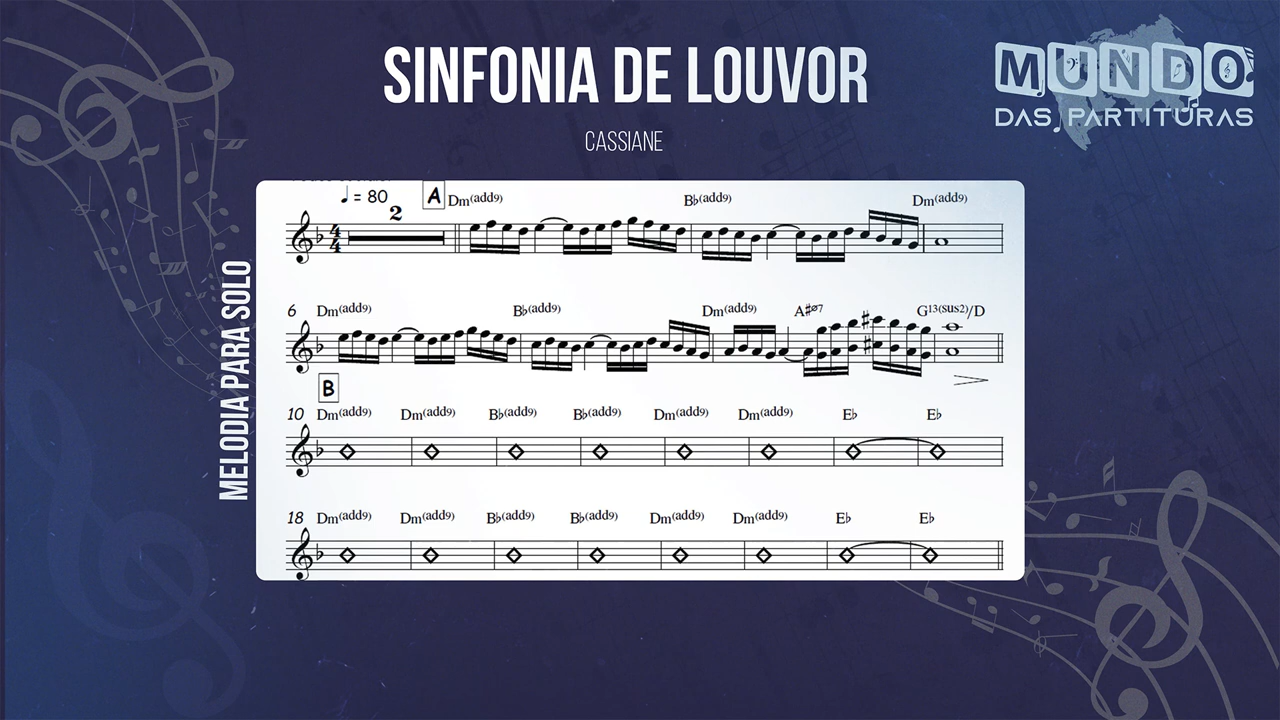 SINFONIA DE LOUVOR
CASSIANE
MUNDO
DAS PARTITURAS
MELODIA PARA SOLO
♩ = 80
2
A Dm(add9) B♭(add9) Dm(add9)
4
4
6 Dm(add9) B♭(add9) Dm(add9) A♯ø7 G13(sus2)/D
B
10 Dm(add9) Dm(add9) B♭(add9) B♭(add9) Dm(add9) Dm(add9) E♭ E♭
18 Dm(add9) Dm(add9) B♭(add9) B♭(add9) Dm(add9) Dm(add9) E♭ E♭